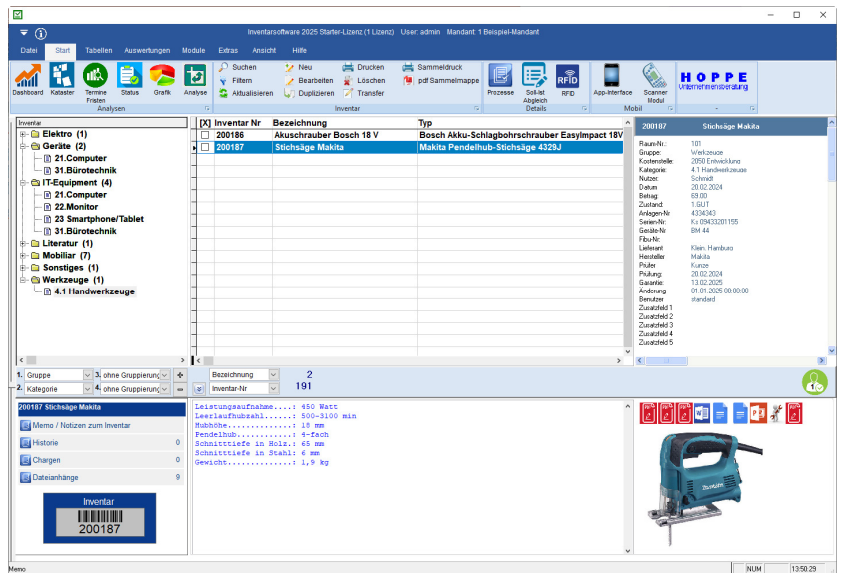 Inventarsoftware 2025 Starter-Lizenz (1 Lizenz) User: admin Mandant: 1 Beispiel-Mandant
Datei Start Tabellen Auswertungen Module Extras Ansicht Hilfe
Suchen Neu Drucken Sammeldruck
Filtern Bearbeiten Löschen pdf Sammelmappe
Aktualisieren Duplizieren Transfer
Dashboard Kataster Termine Fristen Status Grafik Analyse
Prozesse Soll-Ist Abgleich RFID App-Interface Scanner Modul
RFID
HOPPE
Unternehmensberatung
Analysen Inventar Details Mobil -
Inventar
Elektro (1)
Geräte (2)
21.Computer
31.Bürotechnik
IT-Equipment (4)
21.Computer
22.Monitor
23 Smartphone/Tablet
31.Bürotechnik
Literatur (1)
Mobiliar (7)
Sonstiges (1)
Werkzeuge (1)
4.1 Handwerkzeuge
[X] Inventar Nr Bezeichnung Typ
200186 Akuschrauber Bosch 18 V Bosch Akku-Schlagbohrschrauber EasyImpact 18V
200187 Stichsäge Makita Makita Pendelhub-Stichsäge 4329J
200187 Stichsäge Makita
Raum-Nr.: 101
Gruppe: Werkzeuge
Kostenstelle: 2050 Entwicklung
Kategorie: 4.1 Handwerkzeuge
Nutzer: Schmidt
Datum 20.02.2024
Betrag: 69.00
Zustand: 1.GUT
Anlagen-Nr 4334343
Serien-Nr: Ks 09433201155
Geräte-Nr BM 44
Fibu-Nr:
Lieferant Klein. Hamburg
Hersteller Makita
Prüfer Kunze
Prüfung: 20.02.2024
Garantie: 13.02.2025
Änderung 01.01.2025 00:00:00
Benutzer standard
Zusatzfeld 1
Zusatzfeld 2
Zusatzfeld 3
Zusatzfeld 4
Zusatzfeld 5
1. Gruppe 3. ohne Gruppierung Bezeichnung 2
2. Kategorie 4. ohne Gruppierung Inventar-Nr 191
1
200187 Stichsäge Makita
Memo / Notizen zum Inventar
Historie 0
Chargen 0
Dateianhänge 9
Inventar
200187
Leistungsaufnahme....: 450 Watt
Leerlaufhubzahl.....: 500-3100 min
Hubhöhe..............: 18 mm
Pendelhub............: 4-fach
Schnitttiefe in Holz.: 65 mm
Schnitttiefe in Stahl: 6 mm
Gewicht..............: 1,9 kg
Makita
Memo NUM 13:50:29